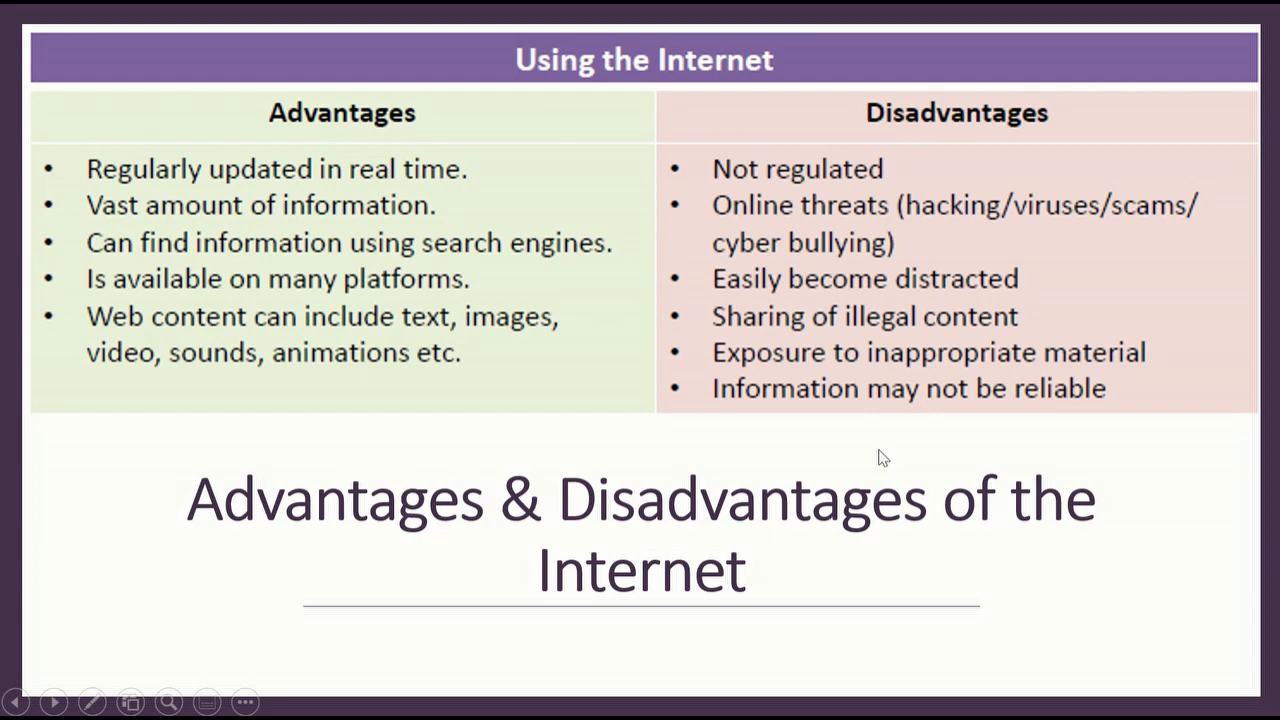 Using the Internet
Advantages
Disadvantages
• Regularly updated in real time.
• Vast amount of information.
• Can find information using search engines.
• Is available on many platforms.
• Web content can include text, images,
video, sounds, animations etc.
• Not regulated
• Online threats (hacking/viruses/scams/
cyber bullying)
• Easily become distracted
• Sharing of illegal content
• Exposure to inappropriate material
• Information may not be reliable
Advantages & Disadvantages of the
Internet